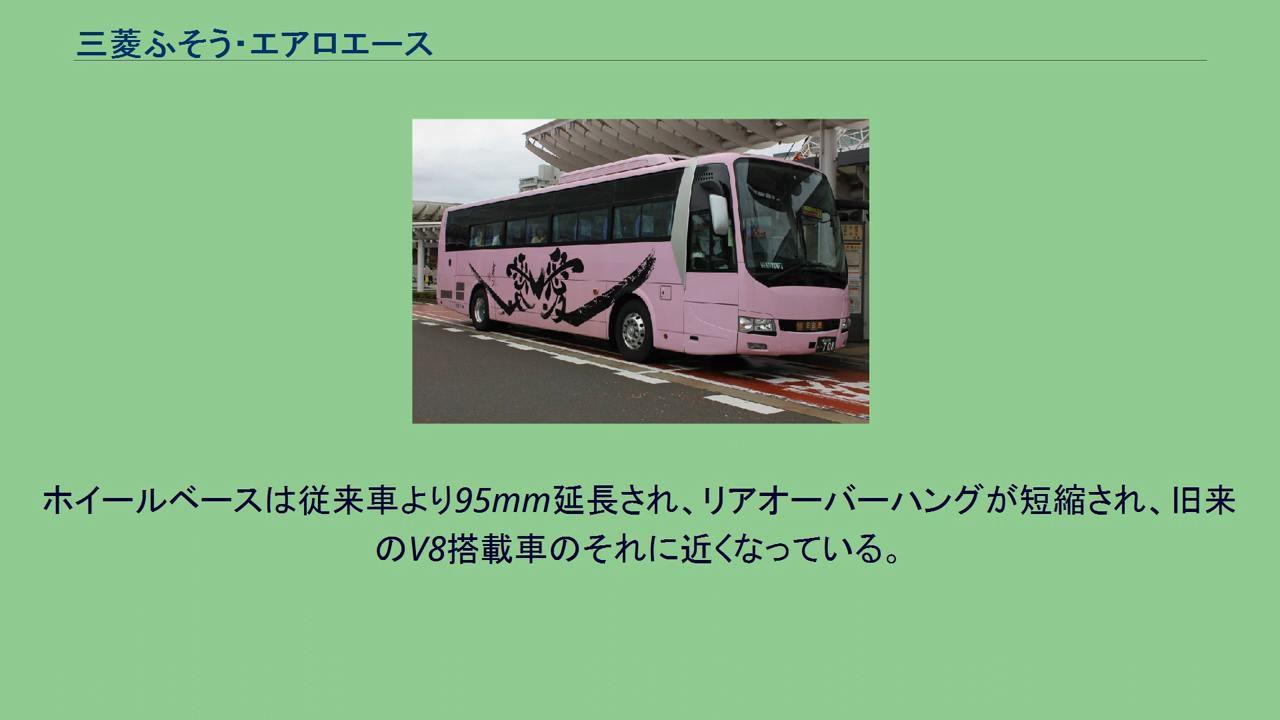 三菱ふそう・エアロエース
愛
ホイールベースは従来車より95mm延長され、リアオーバーハングが短縮され、旧来
のV8搭載車のそれに近くなっている。